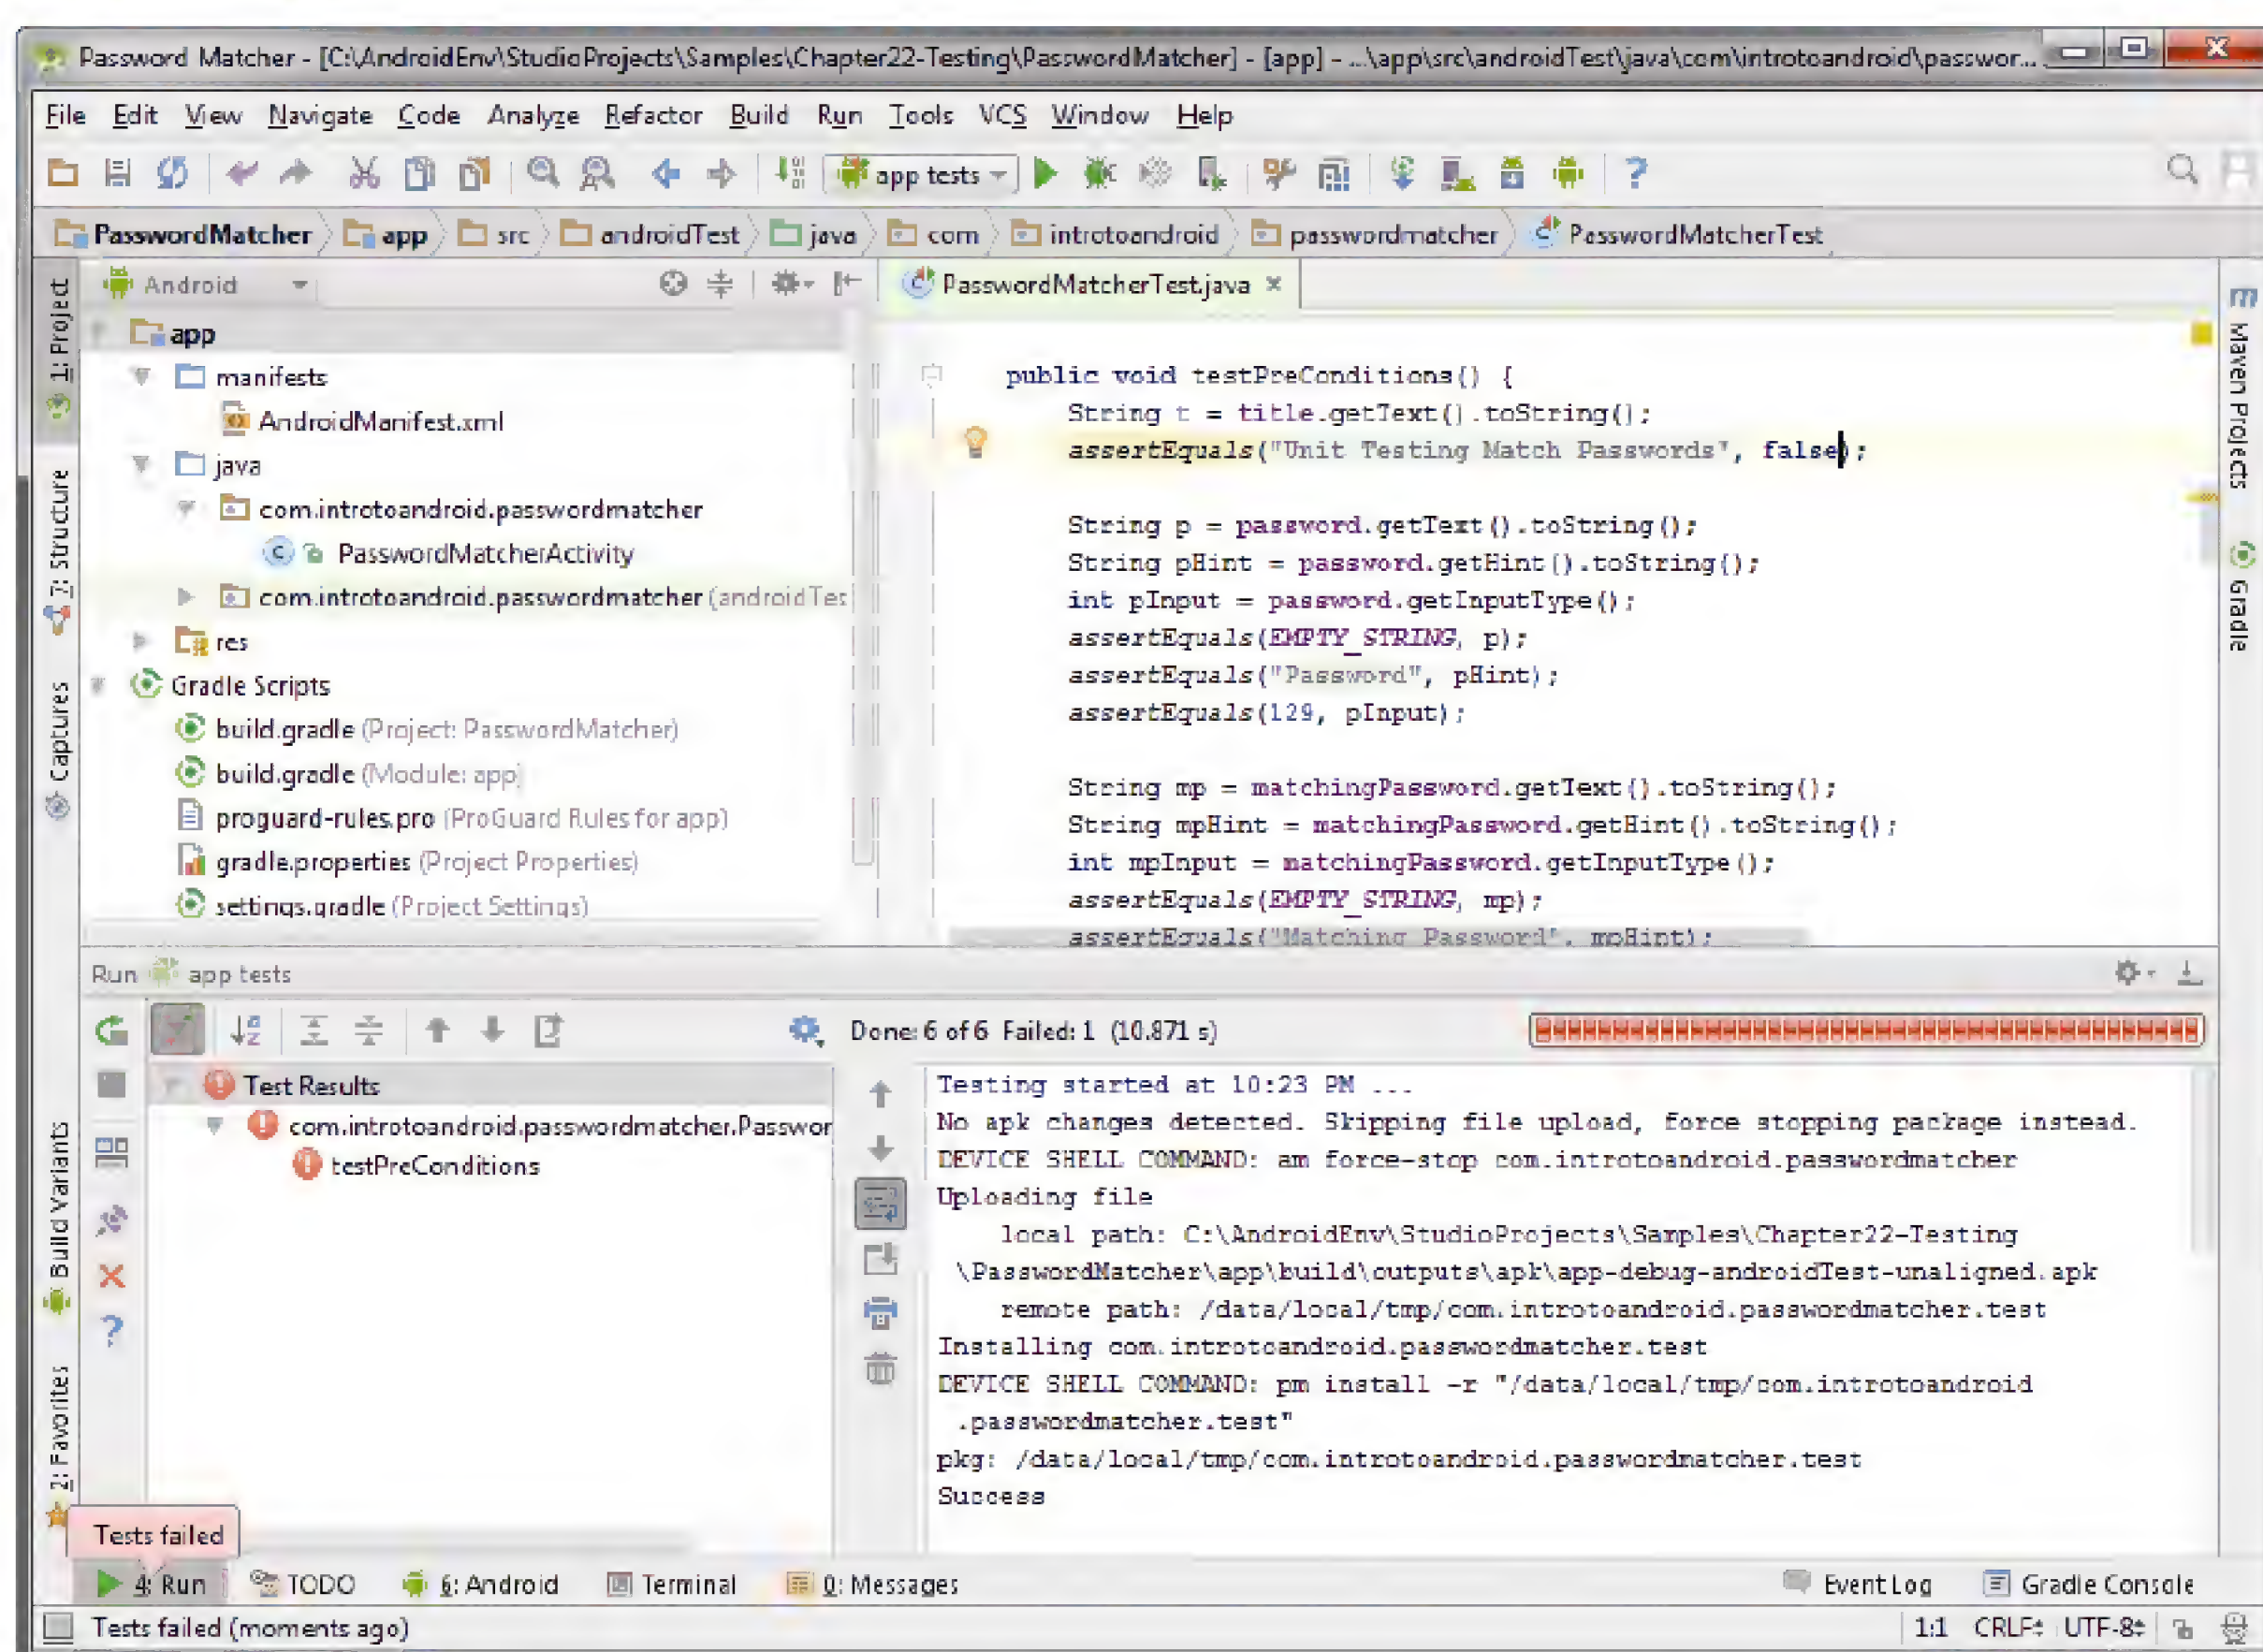 Password Matcher - [C:\AndroidEnv\StudioProjects\Samples\Chapter22-Testing\PasswordMatcher] - [app] - ...\app\src\androidTest\java\com\introtoandroid\passwor...
File Edit View Navigate Code Analyze Refactor Build Run Tools VCS Window Help
app tests
PasswordMatcher app src androidTest java com introtoandroid passwordmatcher PasswordMatcherTest
1: Project
7: Structure
Captures
Build Variants
2: Favorites
Android
app
manifests
AndroidManifest.xml
java
com.introtoandroid.passwordmatcher
PasswordMatcherActivity
com.introtoandroid.passwordmatcher (androidTes
res
Gradle Scripts
build.gradle (Project: PasswordMatcher)
build.gradle (Module: app)
proguard-rules.pro (ProGuard Rules for app)
gradle.properties (Project Properties)
settings.gradle (Project Settings)
PasswordMatcherTest.java
public void testPreConditions() {
String t = title.getText().toString();
assertEquals("Unit Testing Match Passwords", false);
String p = password.getText().toString();
String pHint = password.getHint().toString();
int pInput = password.getInputType();
assertEquals(EMPTY_STRING, p);
assertEquals("Password", pHint);
assertEquals(129, pInput);
String mp = matchingPassword.getText().toString();
String mpHint = matchingPassword.getHint().toString();
int mpInput = matchingPassword.getInputType();
assertEquals(EMPTY_STRING, mp);
assertEquals("Matching Password", mpHint);
Maven Projects
Gradle
Run app tests
Done: 6 of 6 Failed: 1 (10.871 s)
Test Results
com.introtoandroid.passwordmatcher.Passwor
testPreConditions
Testing started at 10:23 PM ...
No apk changes detected. Skipping file upload, force stopping package instead.
DEVICE SHELL COMMAND: am force-stop com.introtoandroid.passwordmatcher
Uploading file
local path: C:\AndroidEnv\StudioProjects\Samples\Chapter22-Testing
\PasswordMatcher\app\build\outputs\apk\app-debug-androidTest-unaligned.apk
remote path: /data/local/tmp/com.introtoandroid.passwordmatcher.test
Installing com.introtoandroid.passwordmatcher.test
DEVICE SHELL COMMAND: pm install -r "/data/local/tmp/com.introtoandroid
.passwordmatcher.test"
pkg: /data/local/tmp/com.introtoandroid.passwordmatcher.test
Success
Tests failed
4: Run TODO 6: Android Terminal 0: Messages Event Log Gradle Console
Tests failed (moments ago) 1:1 CRLF UTF-8